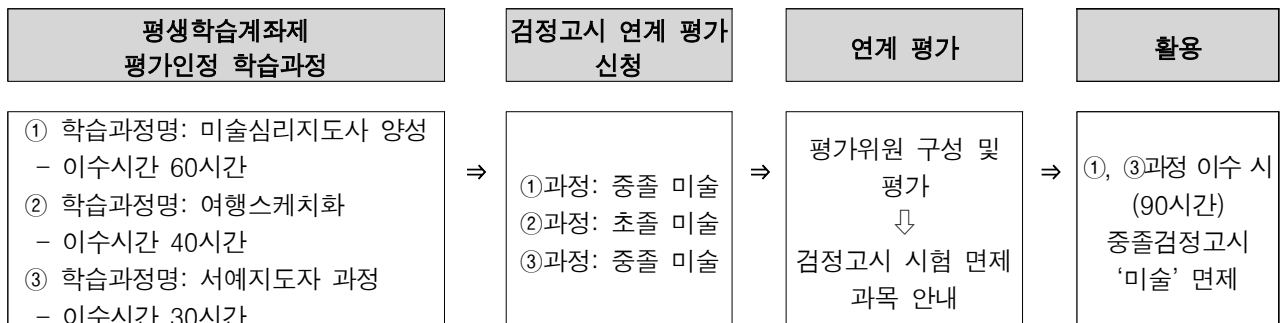 평생학습계좌제
평가인정 학습과정
검정고시 연계 평가
신청
연계 평가
활용
① 학습과정명: 미술심리지도사 양성
- 이수시간 60시간
② 학습과정명: 여행스케치화
- 이수시간 40시간
③ 학습과정명: 서예지도자 과정
- 이수시간 30시간
⇒
①과정: 중졸 미술
②과정: 초졸 미술
③과정: 중졸 미술
⇒
평가위원 구성 및
평가
⇩
검정고시 시험 면제
과목 안내
⇒
①, ③과정 이수 시
(90시간)
중졸검정고시
‘미술’ 면제